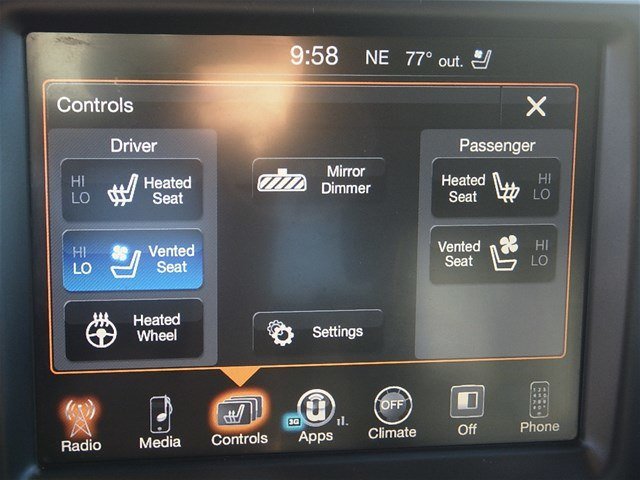 9:58 NE 77° out.
Controls X
Driver
HI
LO
Heated
Seat
HI
LO
Vented
Seat
Heated
Wheel
Mirror
Dimmer
Settings
Passenger
Heated
Seat
HI
LO
Vented
Seat
HI
LO
Radio
Media
Controls
3G
Apps
OFF
Climate
Off
Phone